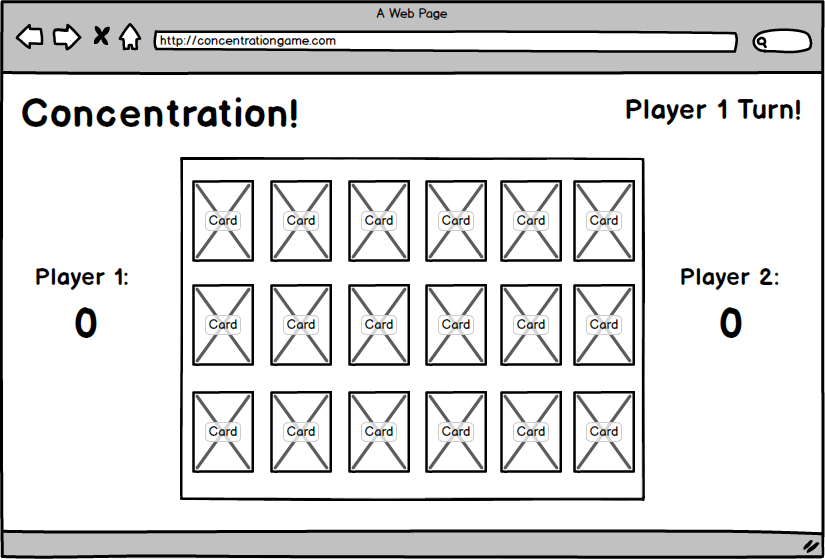 A Web Page
http://concentrationgame.com
Concentration!
Player 1 Turn!
Card Card Card Card Card Card
Player 1:
Player 2:
0
0
Card Card Card Card Card Card
Card Card Card Card Card Card